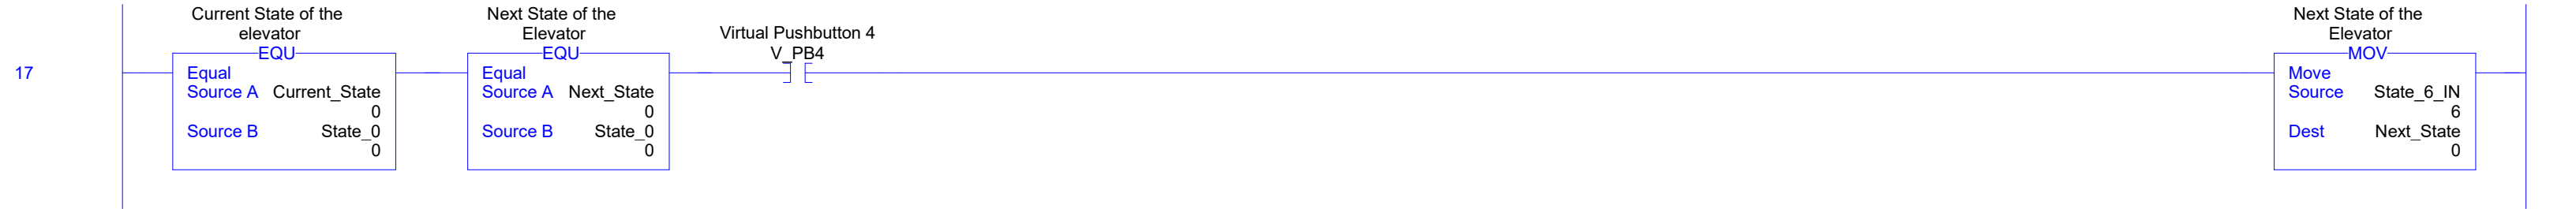 Current State of the
elevator
EQU
Equal
Source A Current_State
0
Source B State_0
0
Next State of the
Elevator
EQU
Equal
Source A Next_State
0
Source B State_0
0
Virtual Pushbutton 4
V_PB4
Next State of the
Elevator
MOV
Move
Source State_6_IN
6
Dest Next_State
0
17